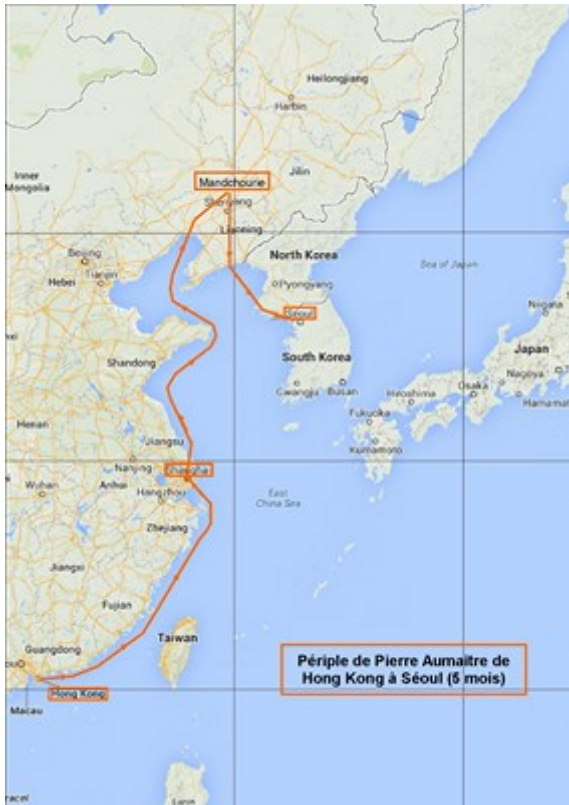 Heilongjiang
Harbin
Inner
Mongolia
Jilin
Mandchourie
Shenyang
Liaoning
Beijing
North Korea
Sea of Japan
Tianjin
Hebei
Pyongyang
Séoul
Niigata
Shandong
South Korea
Japan
Nagoya
Gwangju
Busan
Hiroshima
Osaka
Hamamat
Henan
Fukuoka
Jiangsu
Kumamoto
Nanjing
Shanghai
Wuhan
Anhui
Hangzhou
East
China Sea
Zhejiang
Jiangxi
Fujian
Taiwan
Guangdong
Périple de Pierre Aumaitre de
Hong Kong à Séoul (5 mois)
ou
Hong Kong
Macau
racel